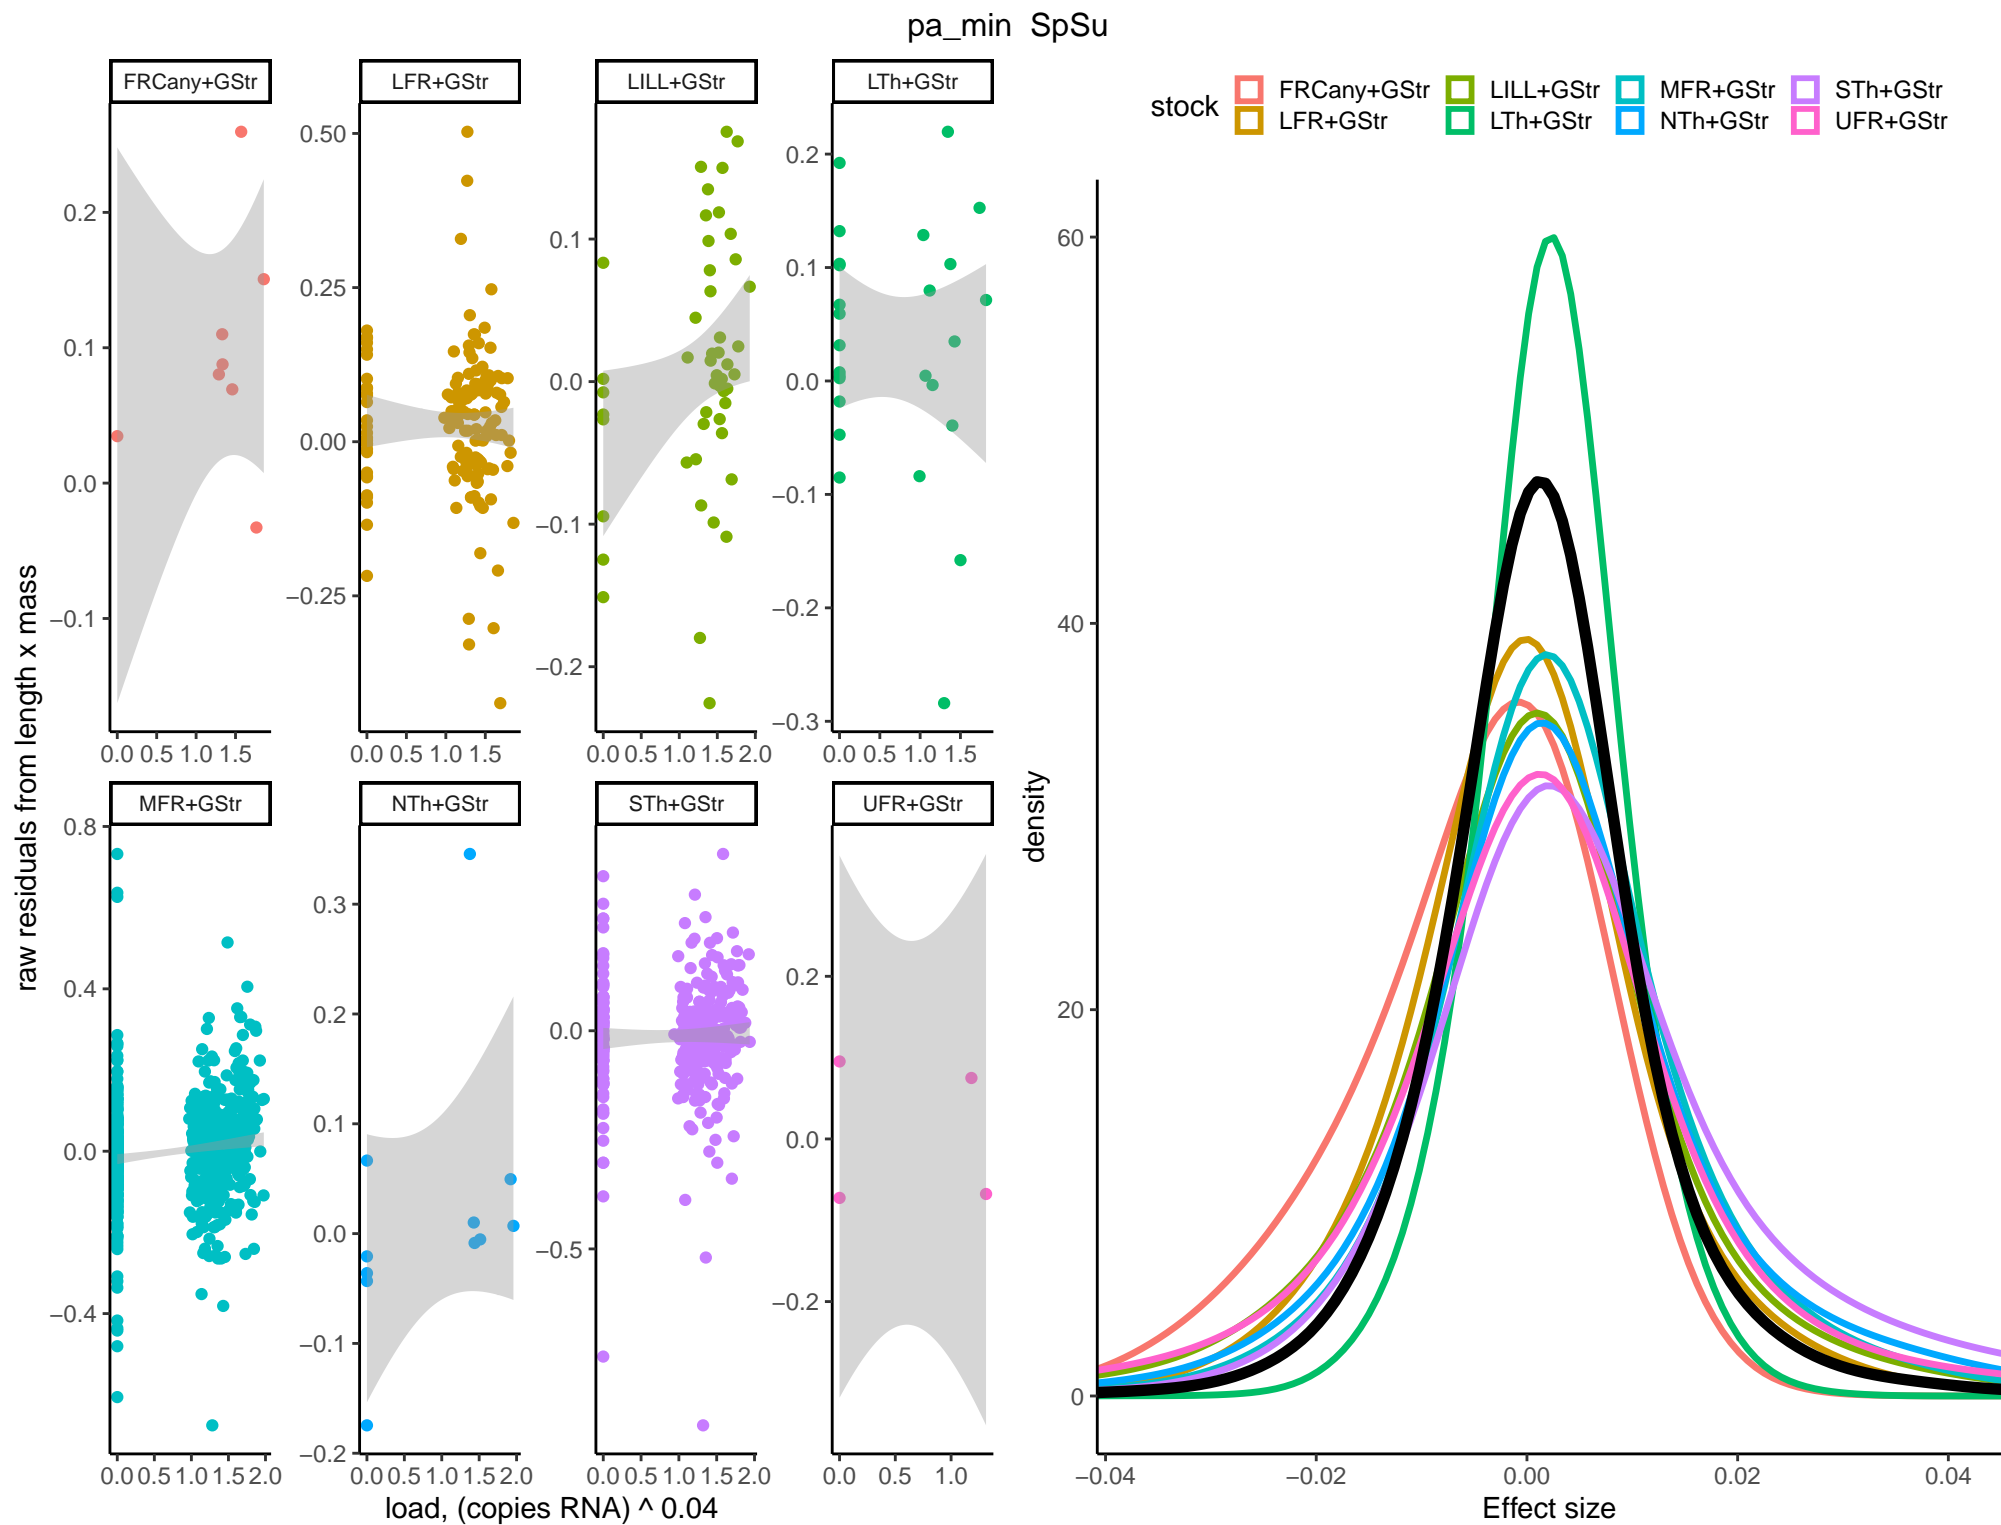 pa_min  SpSu
FRCany+GStr
LFR+GStr
LILL+GStr
LTh+GStr
0.2
0.1
0.0
−0.1
0.50
0.25
0.00
−0.25
0.1
0.0
−0.1
−0.2
0.2
0.1
0.0
−0.1
−0.2
−0.3
0.0 0.5 1.0 1.5
0.0 0.5 1.0 1.5
0.0 0.5 1.0 1.5 2.0
0.0 0.5 1.0 1.5
MFR+GStr
NTh+GStr
STh+GStr
UFR+GStr
0.8
0.4
0.0
−0.4
0.3
0.2
0.1
0.0
−0.1
−0.2
0.0
−0.5
0.2
0.0
−0.2
0.0 0.5 1.0 1.5 2.0
0.0 0.5 1.0 1.5 2.0
0.0 0.5 1.0 1.5 2.0
0.0 0.5 1.0
raw residuals from length x mass
load, (copies RNA) ^ 0.04
stock
FRCany+GStr
LFR+GStr
LILL+GStr
LTh+GStr
MFR+GStr
NTh+GStr
STh+GStr
UFR+GStr
60
40
20
0
density
−0.04 −0.02 0.00 0.02 0.04
Effect size